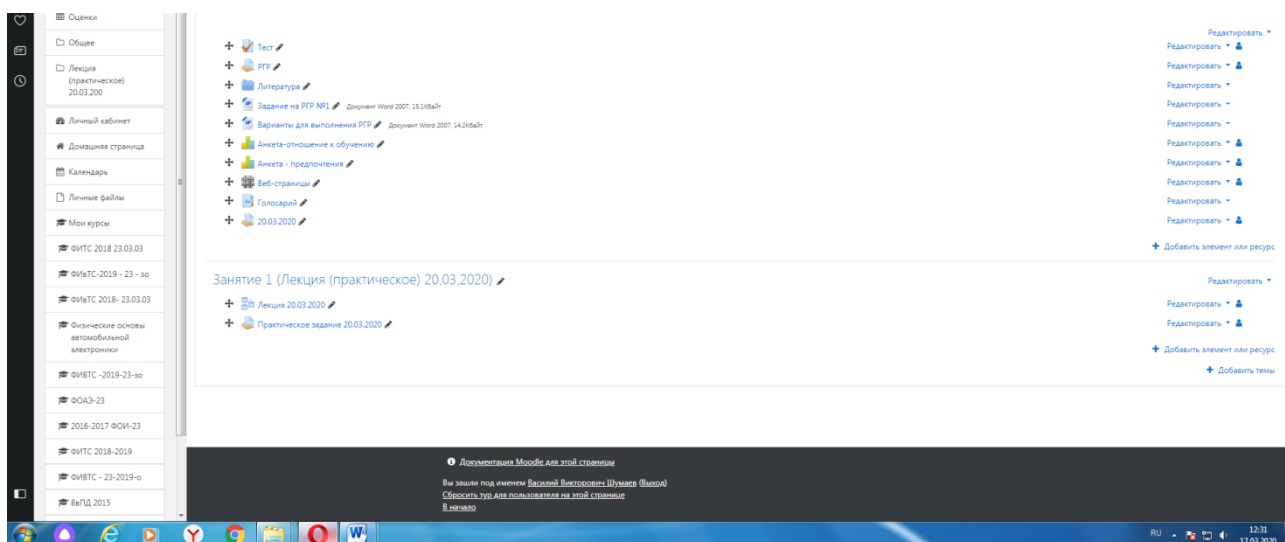 Оценки
Общее
Лекция
(практическое)
20.03.200
Личный кабинет
Домашняя страница
Календарь
Личные файлы
Мои курсы
ФИТС 2018 23.03.03
ФИвТС-2019 - 23 - зо
ФИвТС 2018- 23.03.03
Физические основы
автомобильной
электроники
ФИВТС -2019-23-зо
ФОАЭ-23
2016-2017 ФОИ-23
ФИТС 2018-2019
ФИВТС - 23-2019-о
ВвПД 2015
Редактировать
Тест Редактировать
РГР Редактировать
Литература Редактировать
Задание на РГР №1 Документ Word 2007, 15.1Кбайт Редактировать
Варианты для выполнения РГР Документ Word 2007, 14.2Кбайт Редактировать
Анкета-отношение к обучению Редактировать
Анкета - предпочтения Редактировать
Веб-страницы Редактировать
Голосарий Редактировать
20.03.2020 Редактировать
Добавить элемент или ресурс
Занятие 1 (Лекция (практическое) 20.03,2020) Редактировать
Лекция 20.03.2020 Редактировать
Практическое задание 20.03.2020 Редактировать
Добавить элемент или ресурс
Добавить темы
Документация Moodle для этой страницы
Вы зашли под именем Василий Викторович Шумаев (Выход)
Сбросить тур для пользователя на этой странице
В начало
RU 12:31
17.03.2020